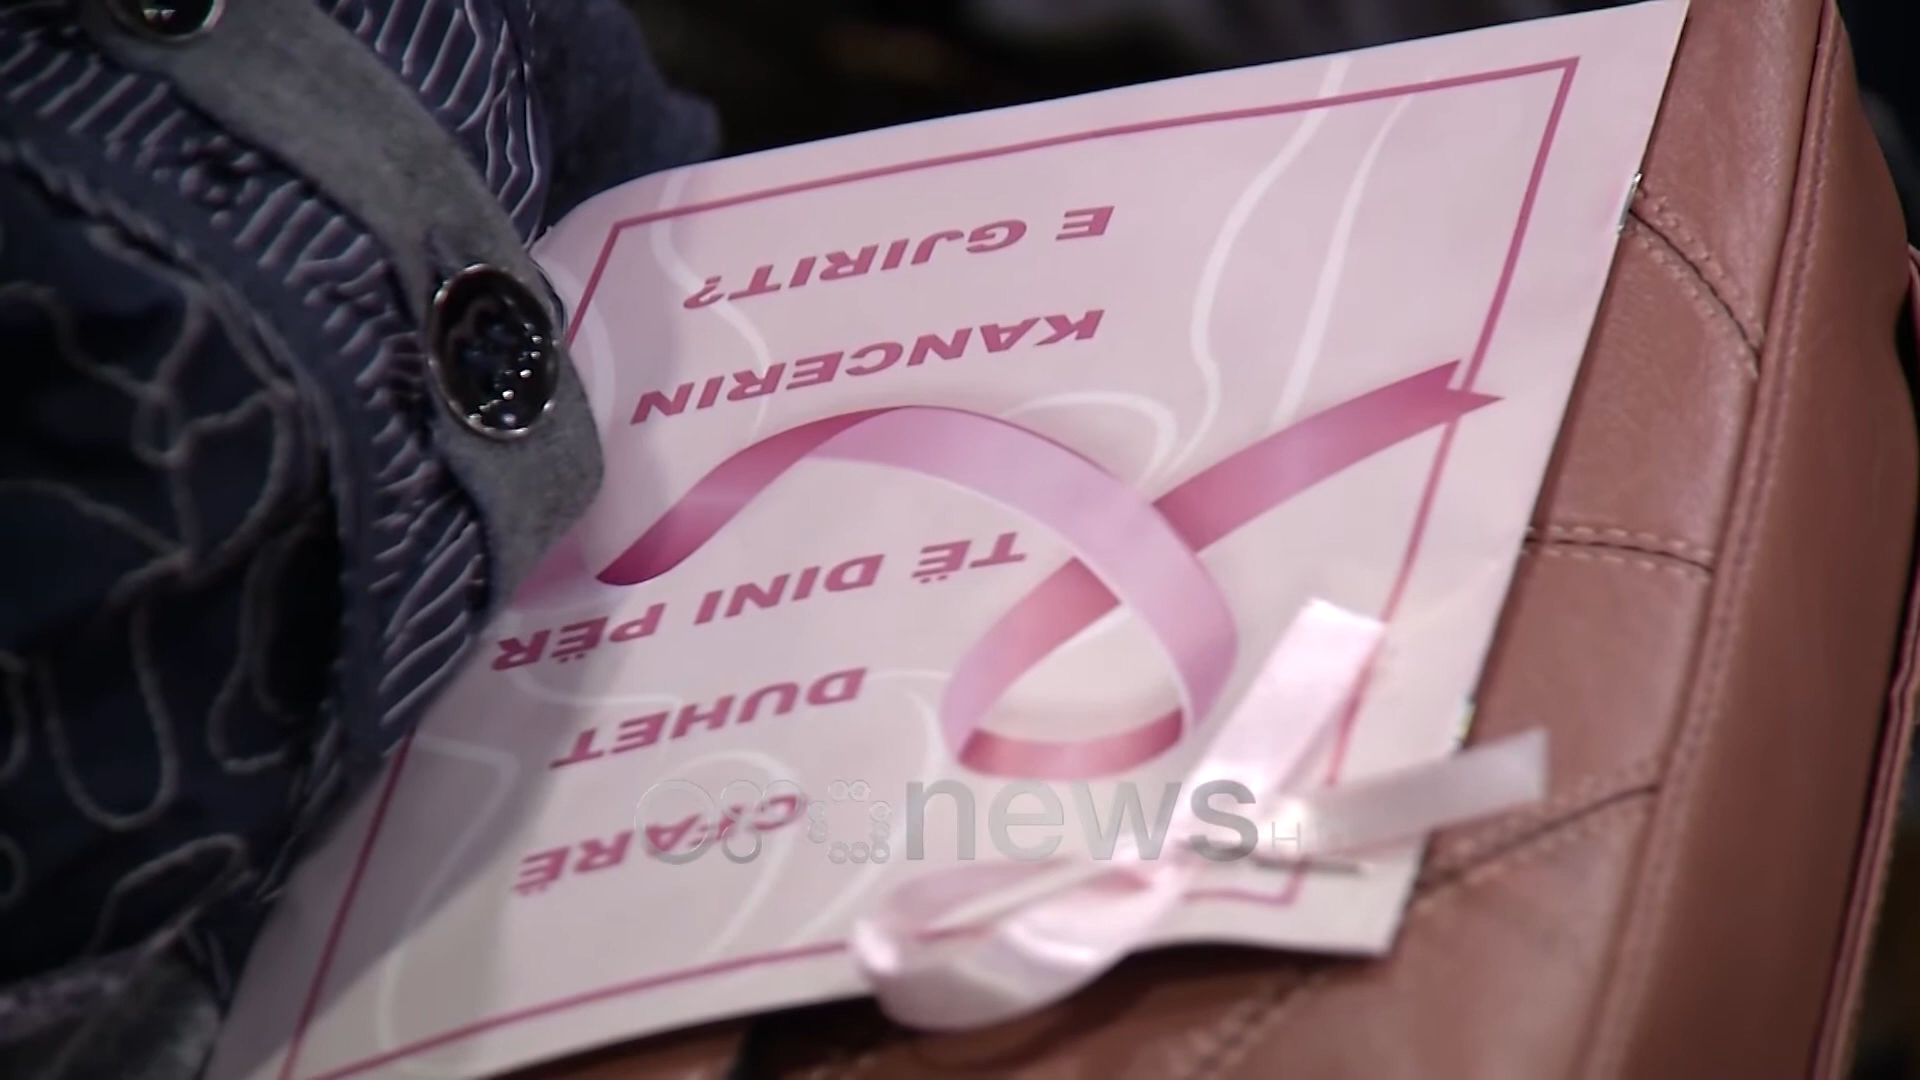 ÇFARË
DUHET
TË DINI PËR
KANCERIN
E GJIRIT?
news